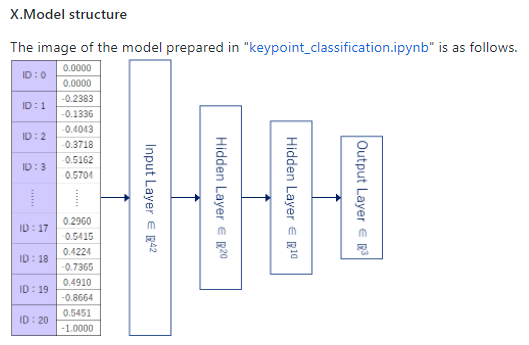 X.Model structure
The image of the model prepared in "keypoint_classification.ipynb" is as follows.
ID : 0
0.0000
0.0000
ID : 1
-0.2383
-0.1336
ID : 2
-0.4043
-0.3718
ID : 3
-0.5162
0.5704
ID : 17
0.2960
0.5415
ID : 18
0.4224
-0.7365
ID : 19
0.4910
-0.8664
ID : 20
0.5451
-1.0000
Input Layer ∈ ℝ⁴²
Hidden Layer ∈ ℝ²⁰
Hidden Layer ∈ ℝ¹⁰
Output Layer ∈ ℝ³